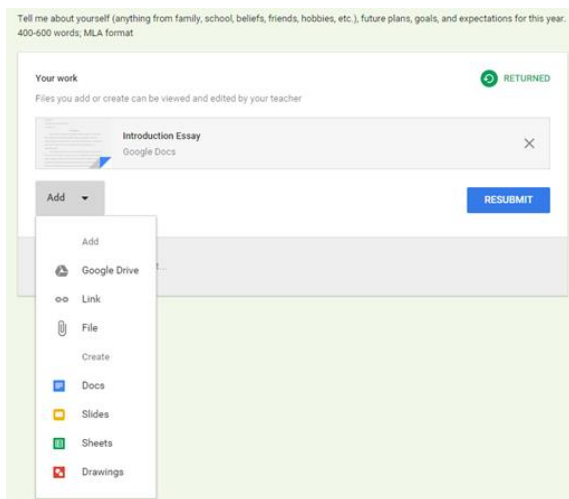 Tell me about yourself (anything from family, school, beliefs, friends, hobbies, etc.), future plans, goals, and expectations for this year.
400-600 words; MLA format
Your work
RETURNED
Files you add or create can be viewed and edited by your teacher
Introduction Essay
Google Docs
Add
RESUBMIT
Add
Google Drive
Link
File
Create
Docs
Slides
Sheets
Drawings